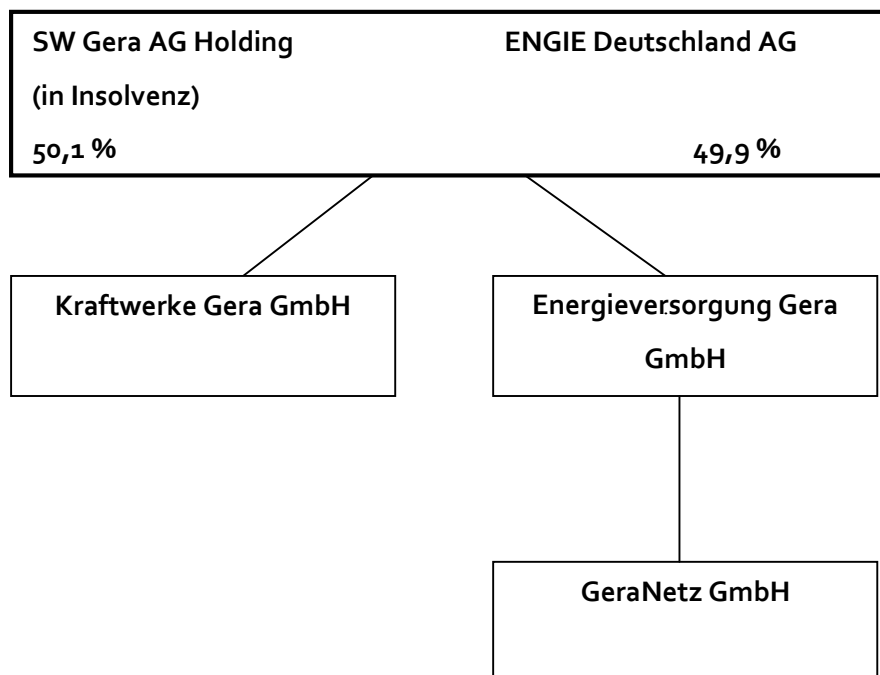 SW Gera AG Holding ENGIE Deutschland AG
(in Insolvenz)
50,1 % 49,9 %
Kraftwerke Gera GmbH
Energieversorgung Gera
GmbH
GeraNetz GmbH